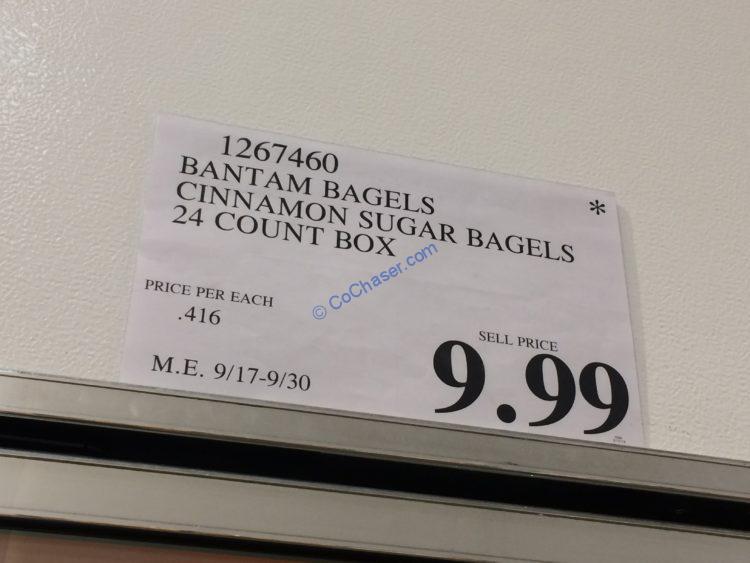 1267460
BANTAM BAGELS
CINNAMON SUGAR BAGELS
24 COUNT BOX
*
© CoChaser.com
PRICE PER EACH
.416
SELL PRICE
9.99
M.E. 9/17-9/30